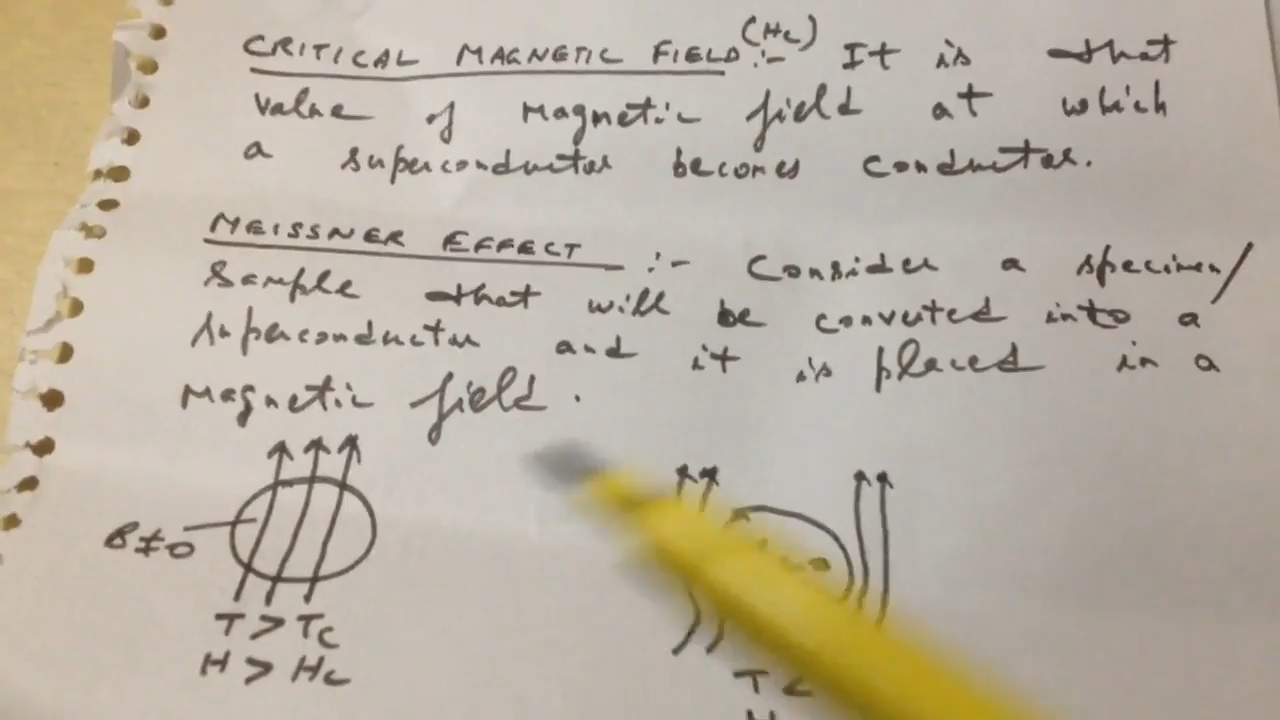 CRITICAL MAGNETIC FIELD (Hc) :- It is that
value of Magnetic field at which
a superconductor becomes conductor.
MEISSNER EFFECT :- Consider a specimen/
Sample that will be converted into a
superconductor and it is placed in a
Magnetic field.
B≠0
T > Tc
H > Hc
T <
H